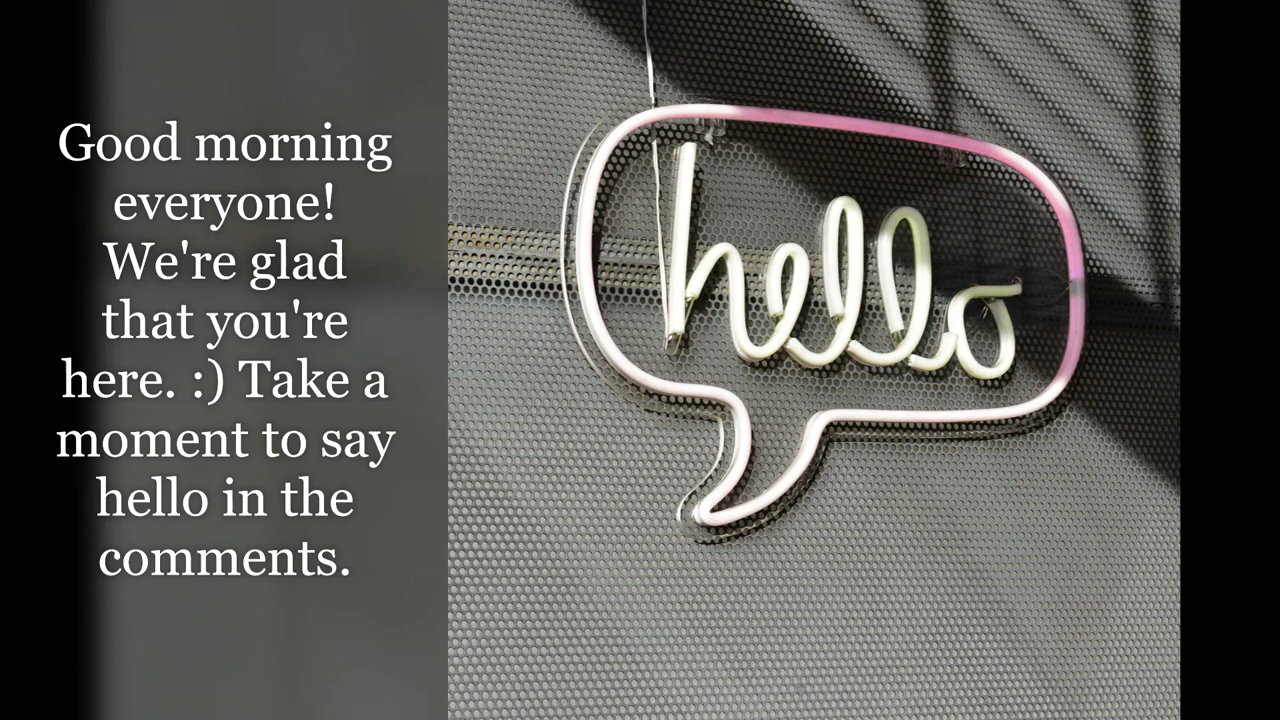 Good morning
everyone!
We're glad
that you're
here. :) Take a
moment to say
hello in the
comments.
hello